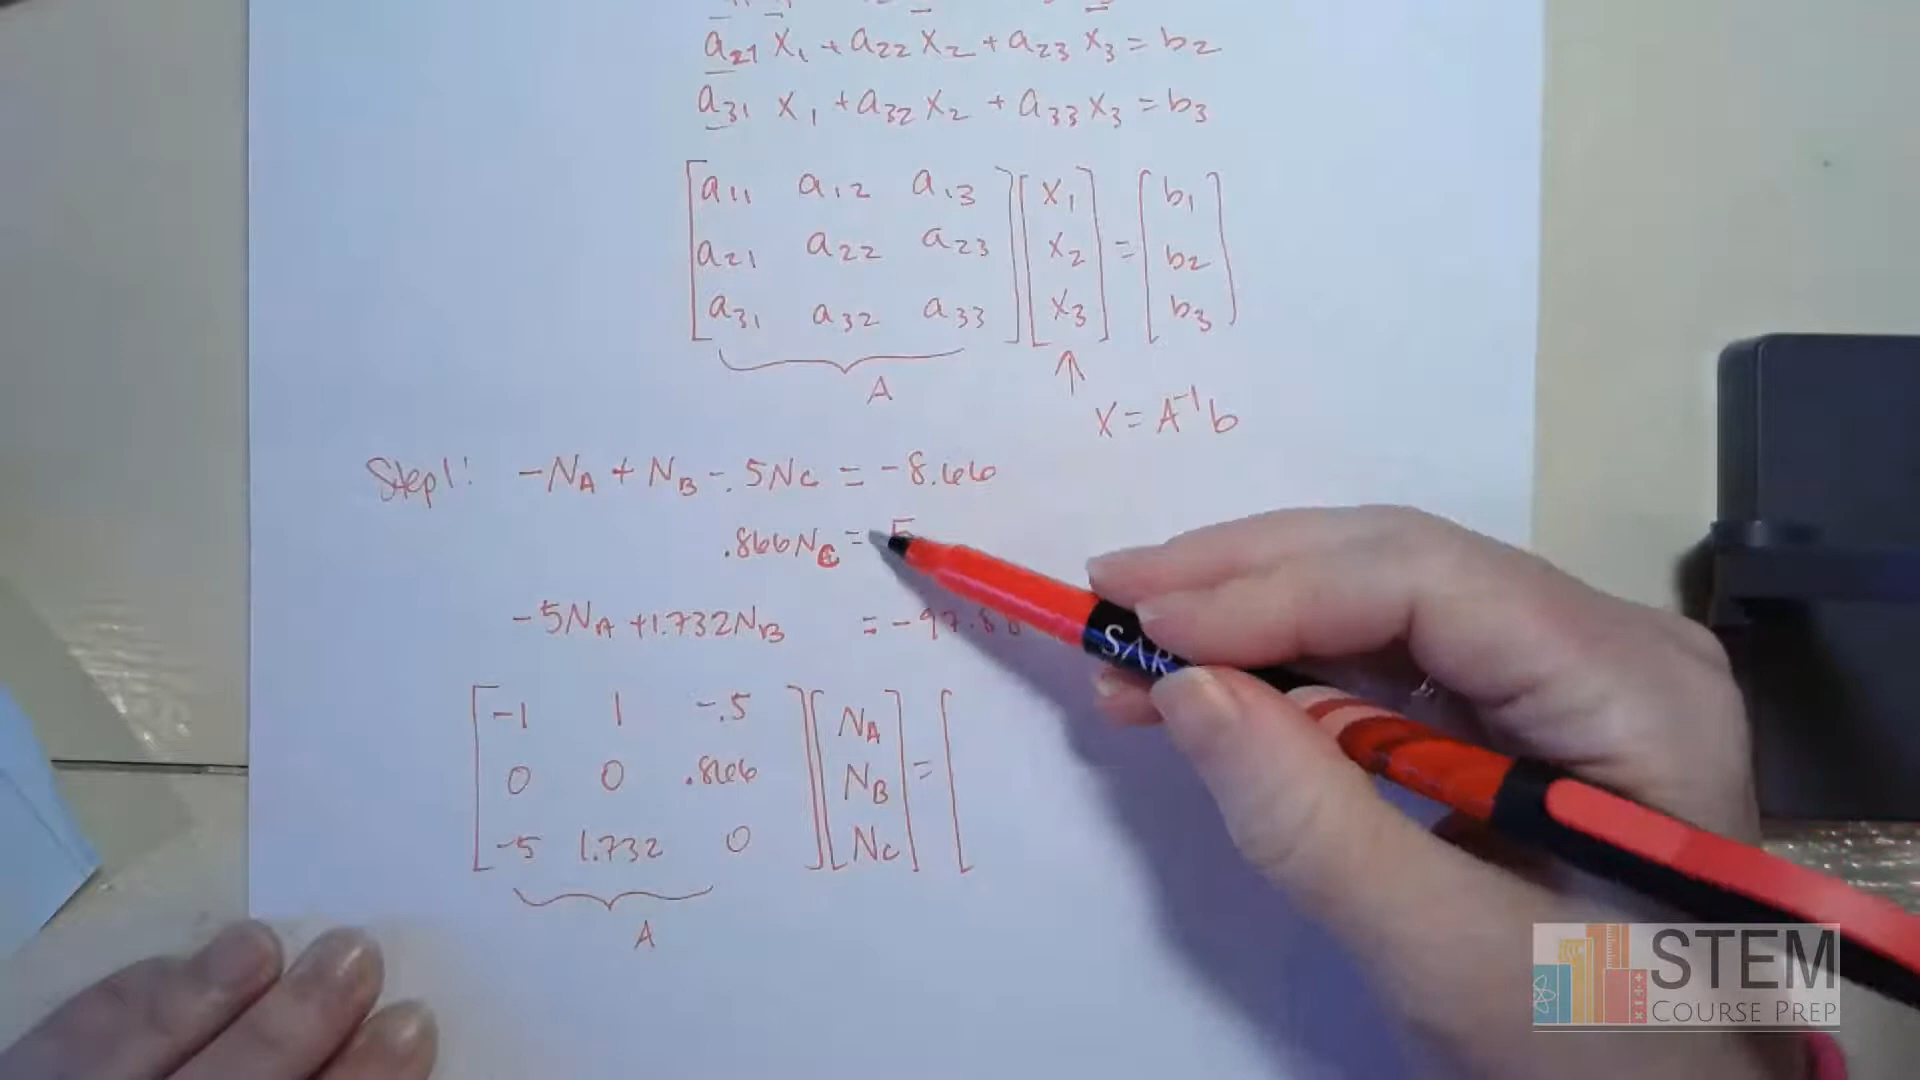 a21 x1 + a22 x2 + a23 x3 = b2
a31 x1 + a32 x2 + a33 x3 = b3
[ a11 a12 a13 ] [ x1 ] = [ b1 ]
[ a21 a22 a23 ] [ x2 ] = [ b2 ]
[ a31 a32 a33 ] [ x3 ] = [ b3 ]
A
X = A⁻¹ b
Step 1: -NA + NB - .5NC = -8.66
.866NC = 5
-5NA + 1.732NB = -97.8
[ -1 1 -.5 ] [ NA ] = [
[ 0 0 .866 ] [ NB ] = [
[ -5 1.732 0 ] [ NC ] = [
A
SAR
STEM
COURSE PREP